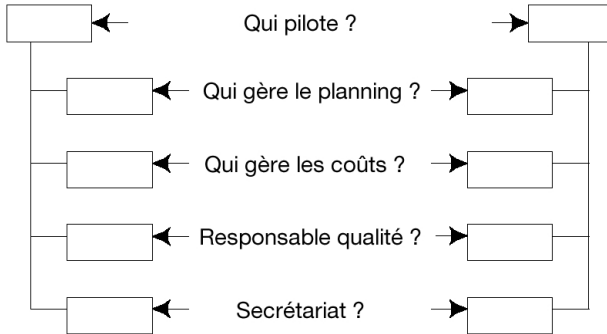 Qui pilote ?
Qui gère le planning ?
Qui gère les coûts ?
Responsable qualité ?
Secrétariat ?